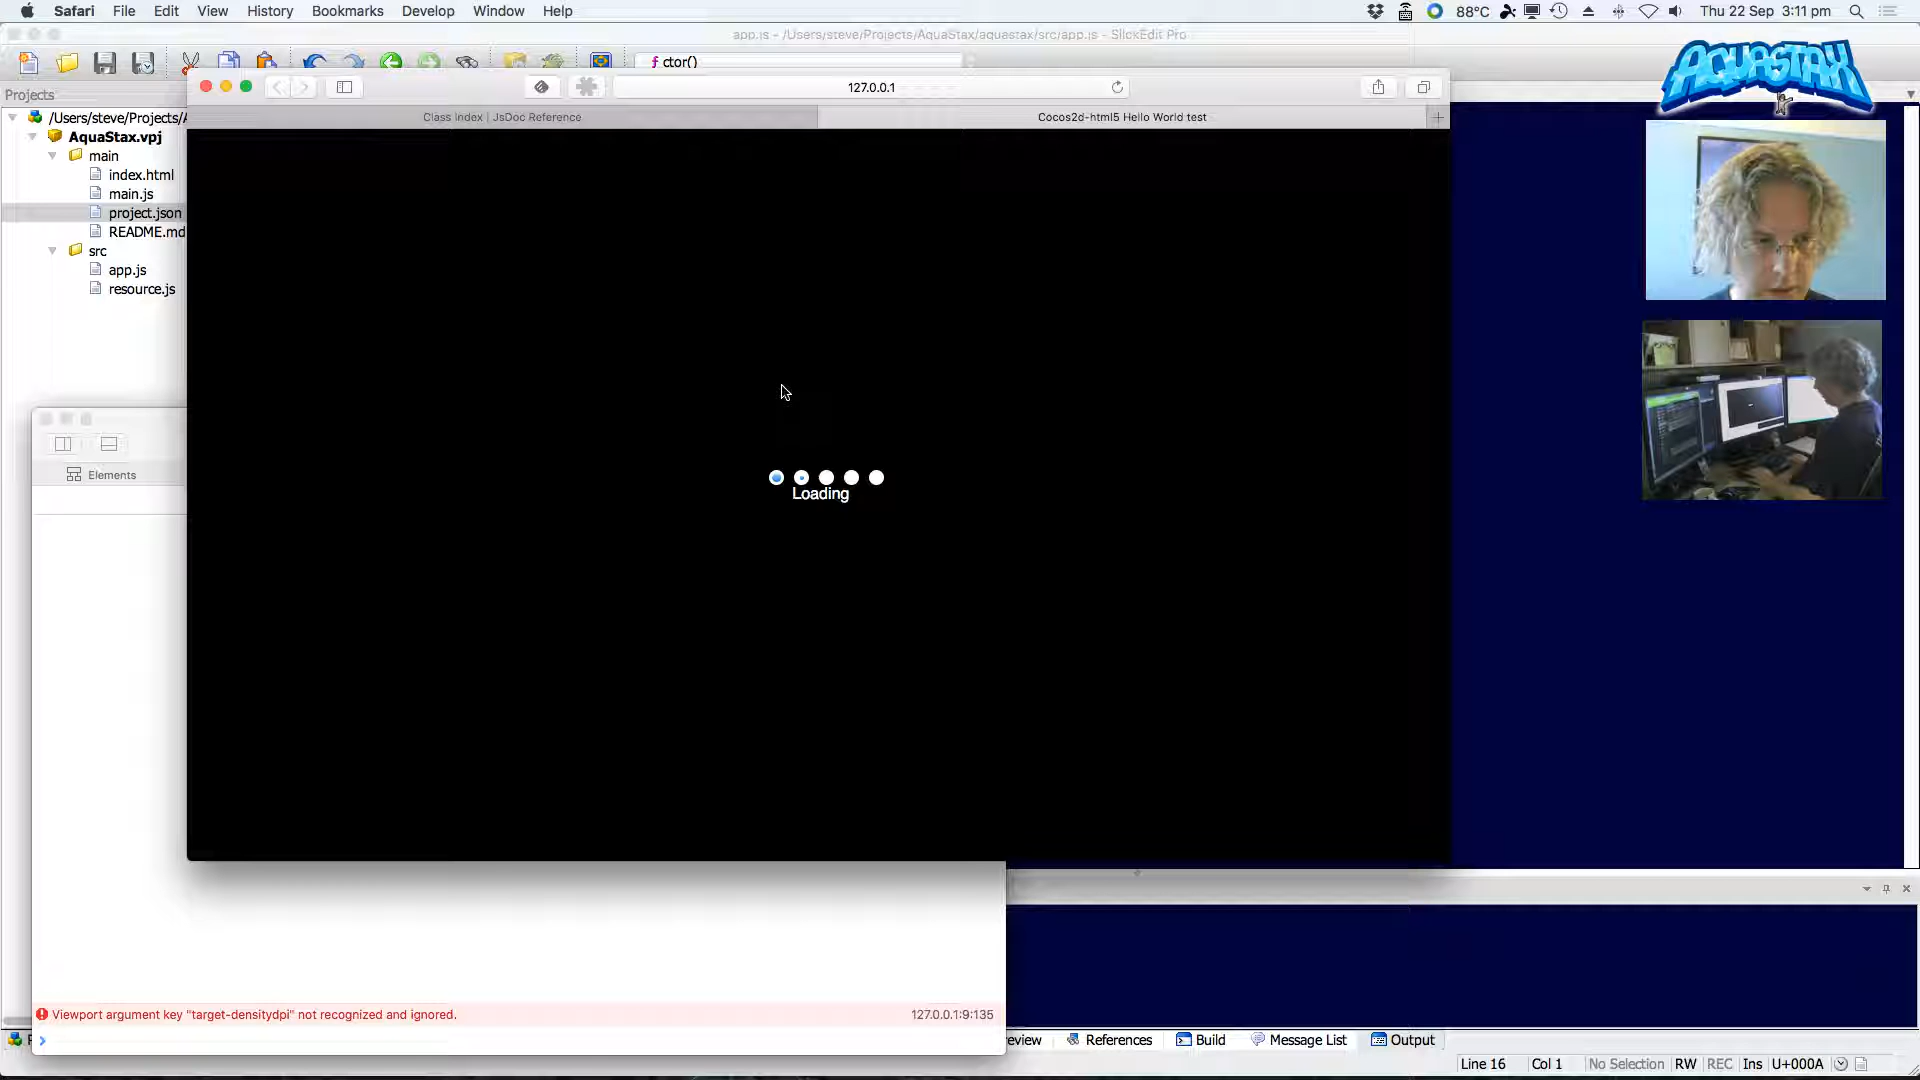 Safari File Edit View History Bookmarks Develop Window Help 88°C Thu 22 Sep 3:11 pm
app.js - /Users/steve/Projects/AquaStax/aquastax/src/app.js - SlickEdit Pro
AQUASTAX
ƒ ctor()
127.0.0.1
Projects
Class Index | JsDoc Reference
Cocos2d-html5 Hello World test
/Users/steve/Projects/A
AquaStax.vpj
main
index.html
main.js
project.json
README.md
src
app.js
resource.js
Elements
Loading
Viewport argument key "target-densitydpi" not recognized and ignored. 127.0.0.1:9:135
eview References Build Message List Output
Line 16 Col 1 No Selection RW REC Ins U+000A